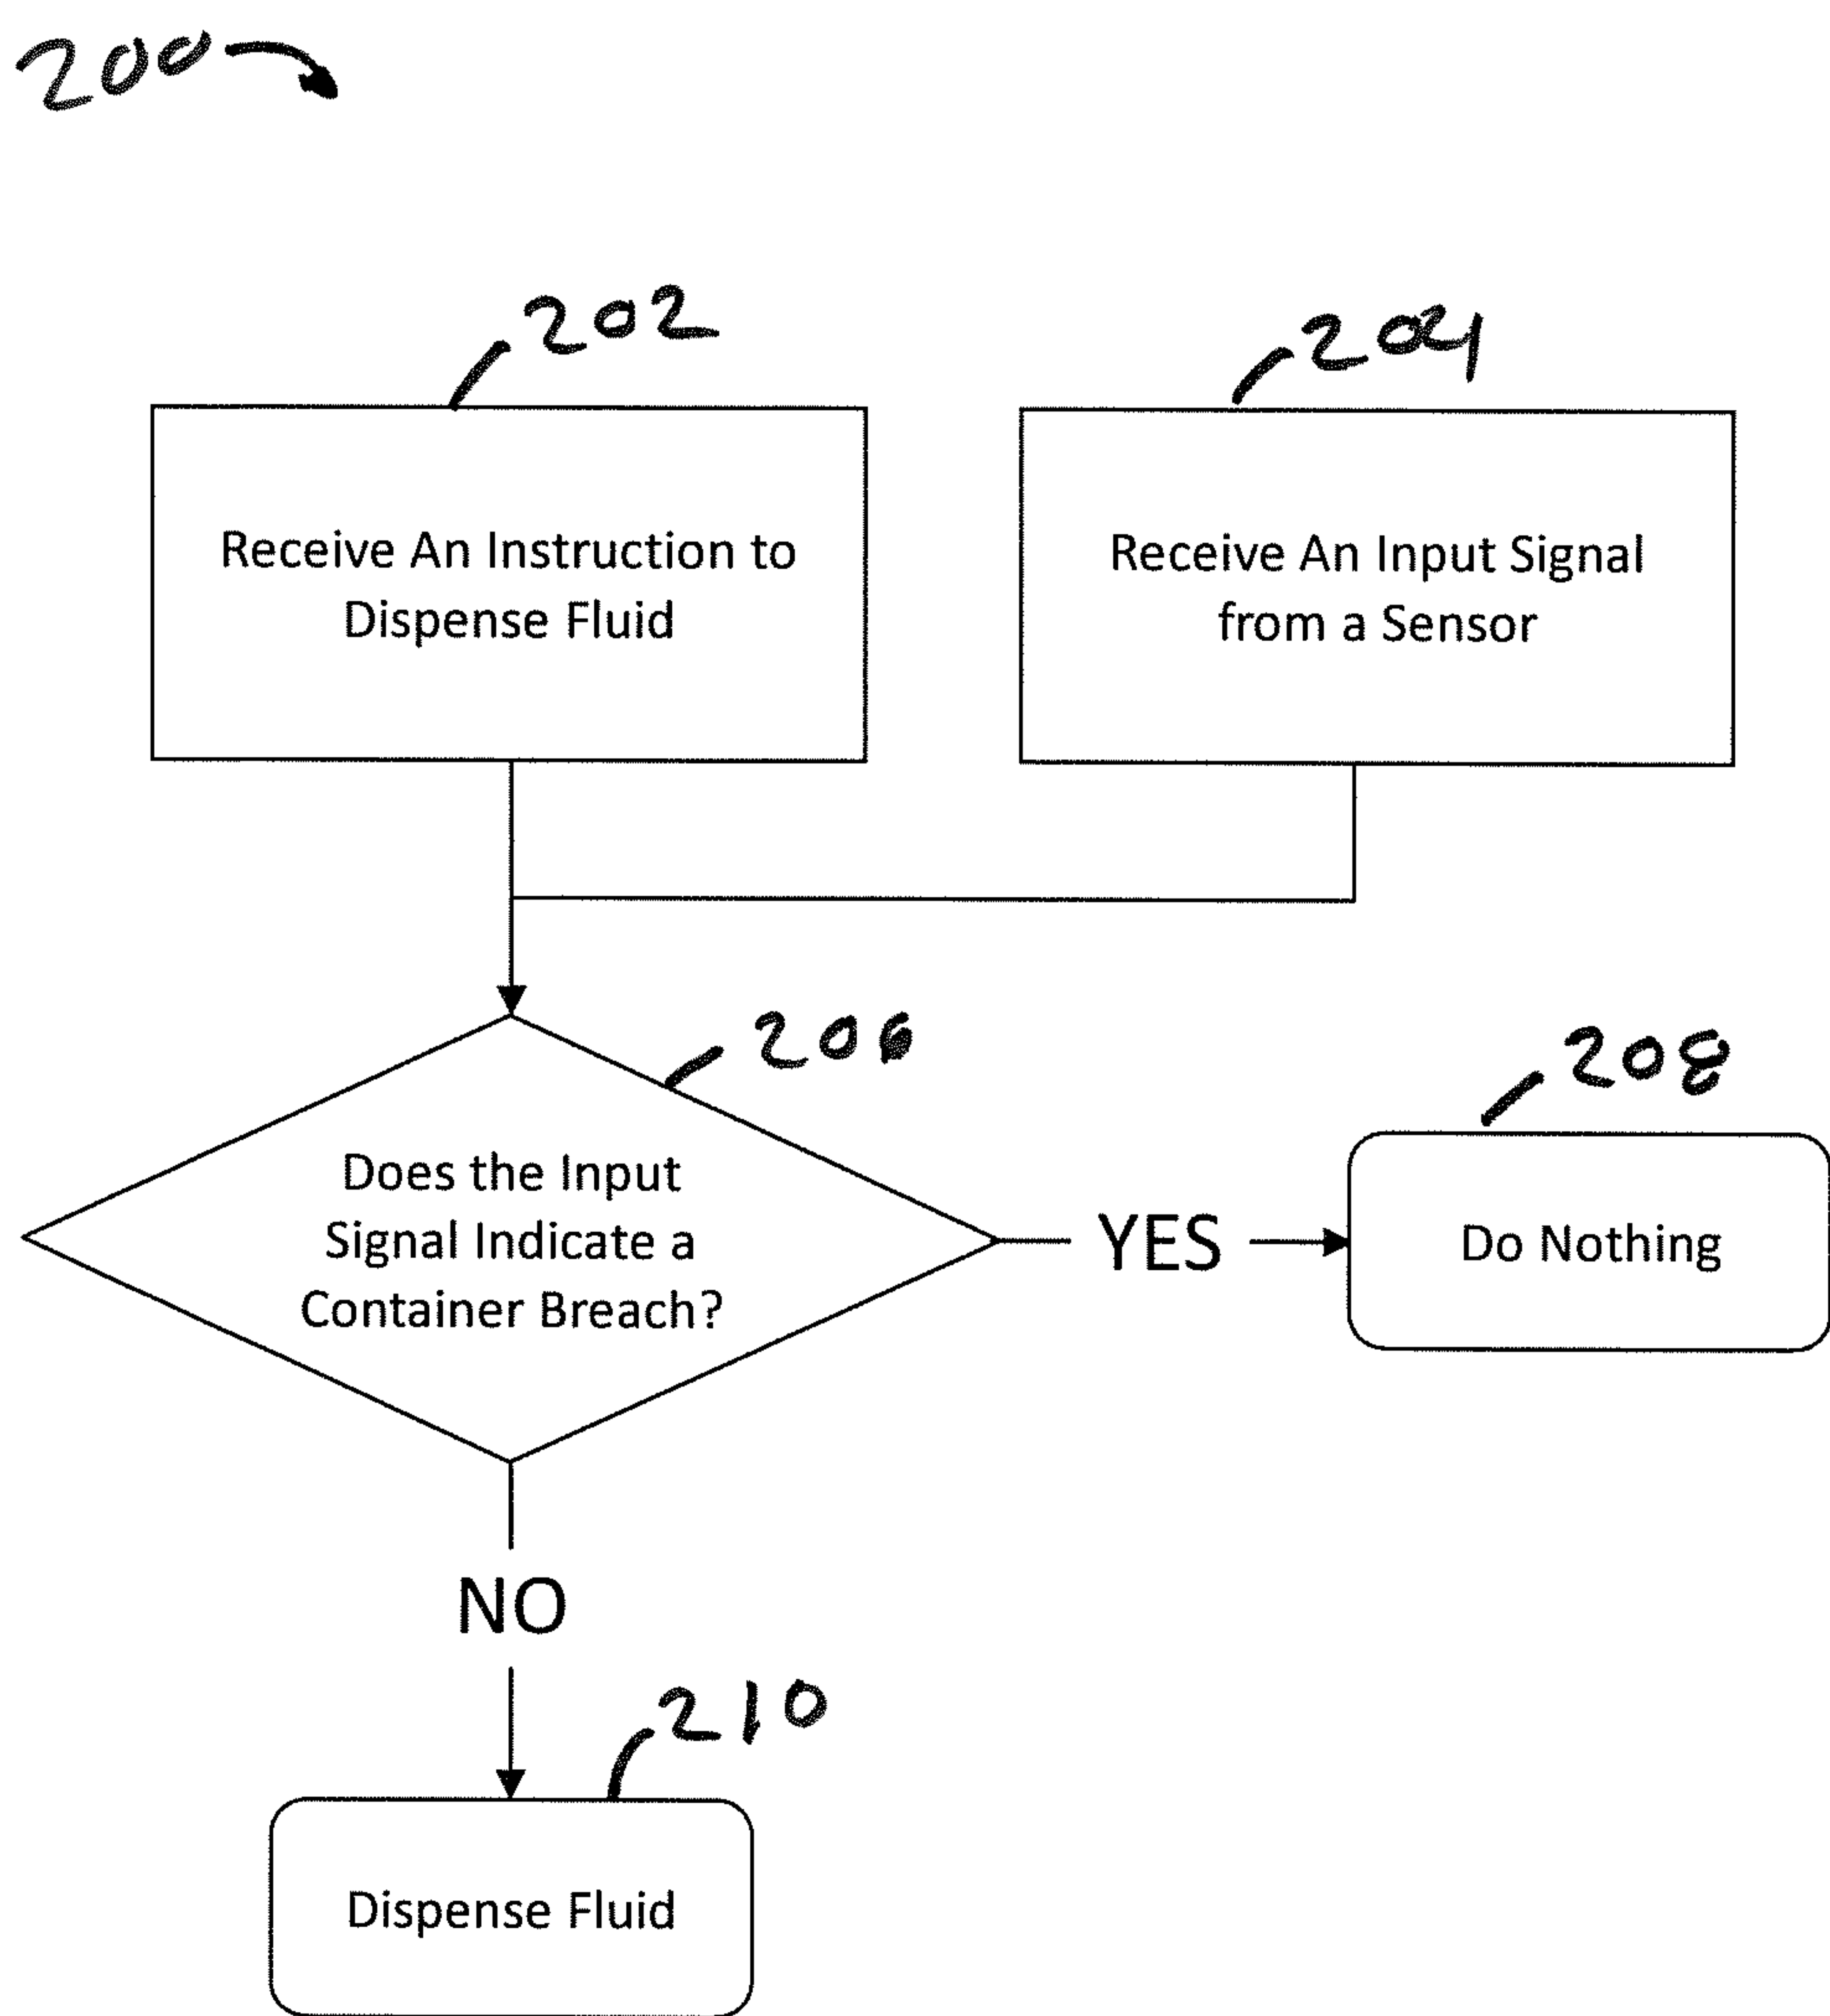 200
202
204
Receive An Instruction to
Dispense Fluid
Receive An Input Signal
from a Sensor
206
208
Does the Input
Signal Indicate a
Container Breach?
YES
Do Nothing
NO
210
Dispense Fluid